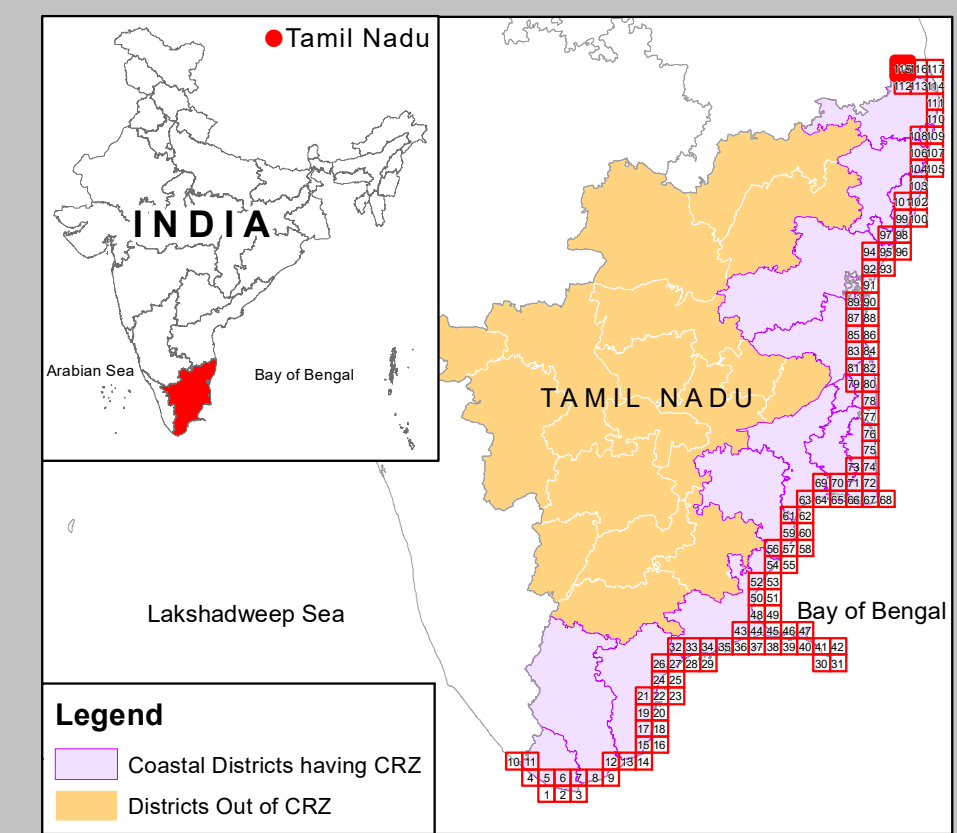 Tamil Nadu
INDIA
Arabian Sea
Bay of Bengal
TAMIL NADU
Lakshadweep Sea
Bay of Bengal
Legend
Coastal Districts having CRZ
Districts Out of CRZ
115 116 117
112 113 114
111
110
108 109
106 107
104 105
103
101 102
99 100
97 98
94 95 96
92 93
91
89 90
87 88
85 86
83 84
81 82
79 80
78
77
76
75
73 74
69 70 71 72
63 64 65 66 67 68
61 62
59 60
56 57 58
54 55
52 53
50 51
48 49
43 44 45 46 47
32 33 34 35 36 37 38 39 40 41 42
26 27 28 29 30 31
24 25
21 22 23
19 20
17 18
15 16
10 11 12 13 14
4 5 6 7 8 9
1 2 3